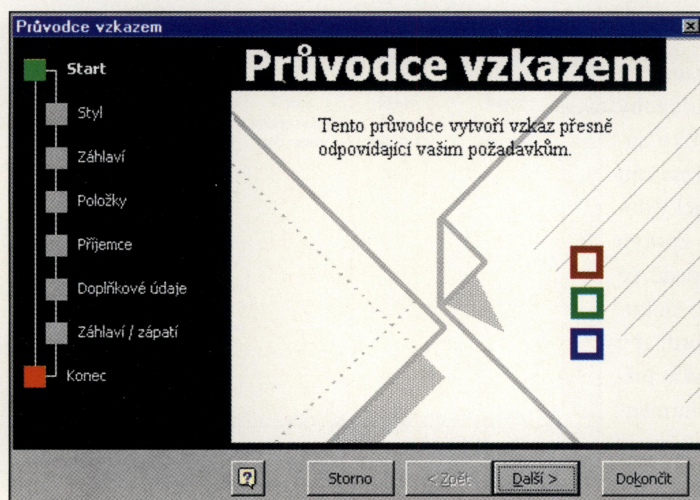 Průvodce vzkazem
Start
Styl
Záhlaví
Položky
Příjemce
Doplňkové údaje
Záhlaví / zápatí
Konec
Průvodce vzkazem
Tento průvodce vytvoří vzkaz přesně
odpovídající vašim požadavkům.
?
Storno
< Zpět
Další >
Dokončit